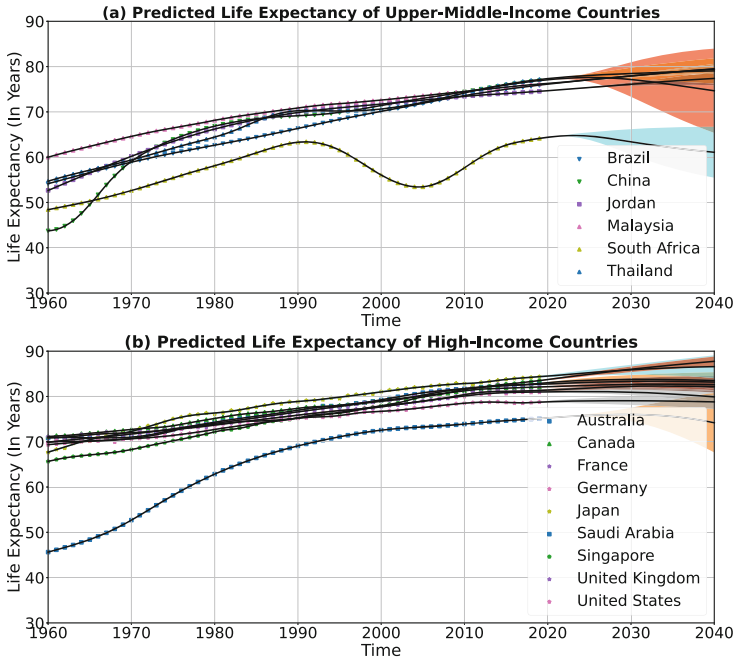 (a) Predicted Life Expectancy of Upper-Middle-Income Countries
Life Expectancy (In Years)
90
80
70
60
50
40
30
Brazil
China
Jordan
Malaysia
South Africa
Thailand
1960 1970 1980 1990 2000 2010 2020 2030 2040
Time
(b) Predicted Life Expectancy of High-Income Countries
Life Expectancy (In Years)
90
80
70
60
50
40
30
Australia
Canada
France
Germany
Japan
Saudi Arabia
Singapore
United Kingdom
United States
1960 1970 1980 1990 2000 2010 2020 2030 2040
Time